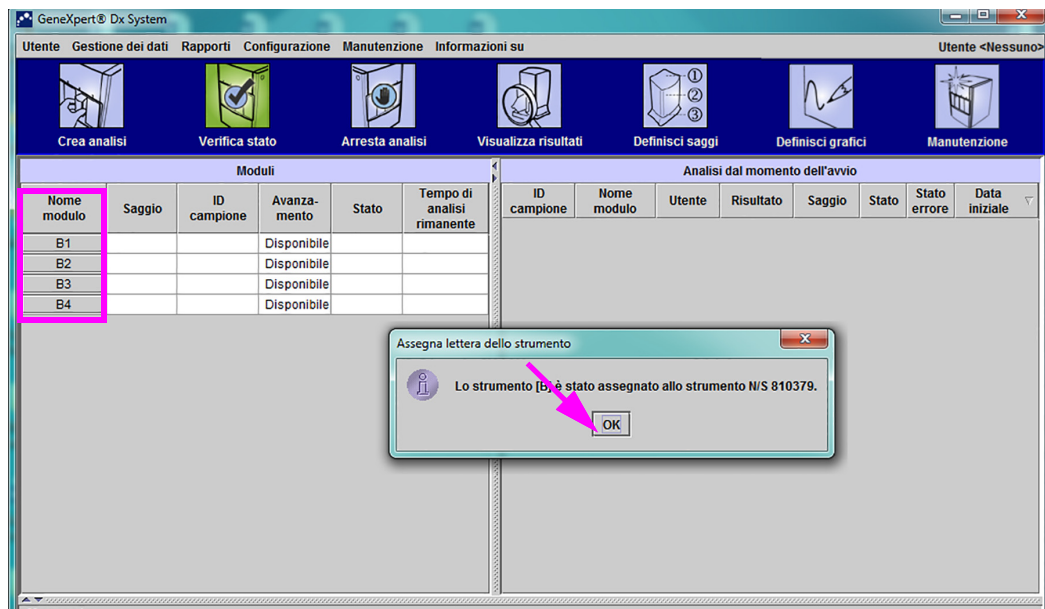 GeneXpert® Dx System
Utente Gestione dei dati Rapporti Configurazione Manutenzione Informazioni su Utente <Nessuno>
Crea analisi Verifica stato Arresta analisi Visualizza risultati Definisci saggi Definisci grafici Manutenzione
1
2
3
Moduli
Nome modulo Saggio ID campione Avanza-mento Stato Tempo di analisi rimanente
B1 Disponibile
B2 Disponibile
B3 Disponibile
B4 Disponibile
Analisi dal momento dell'avvio
ID campione Nome modulo Utente Risultato Saggio Stato Stato errore Data iniziale
Assegna lettera dello strumento
Lo strumento [B] è stato assegnato allo strumento N/S 810379.
OK